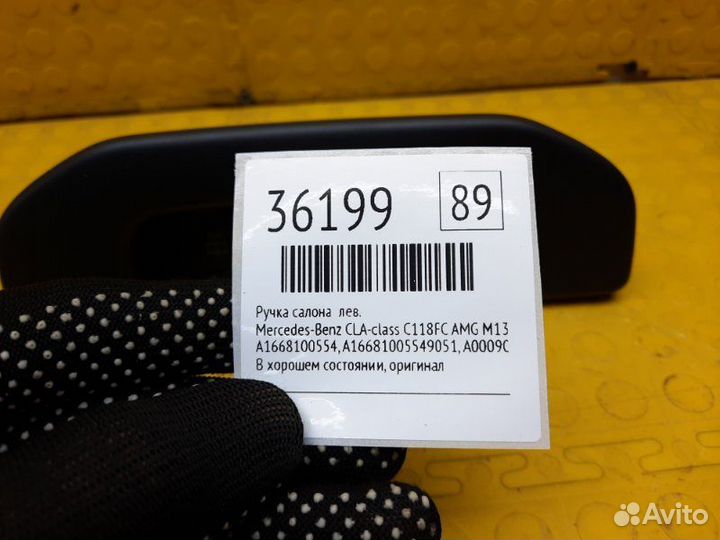 36199 89
Ручка салона лев.
Mercedes-Benz CLA-class C118FC AMG M13
A1668100554, A16681005549051, A0009C
В хорошем состоянии, оригинал
Avito